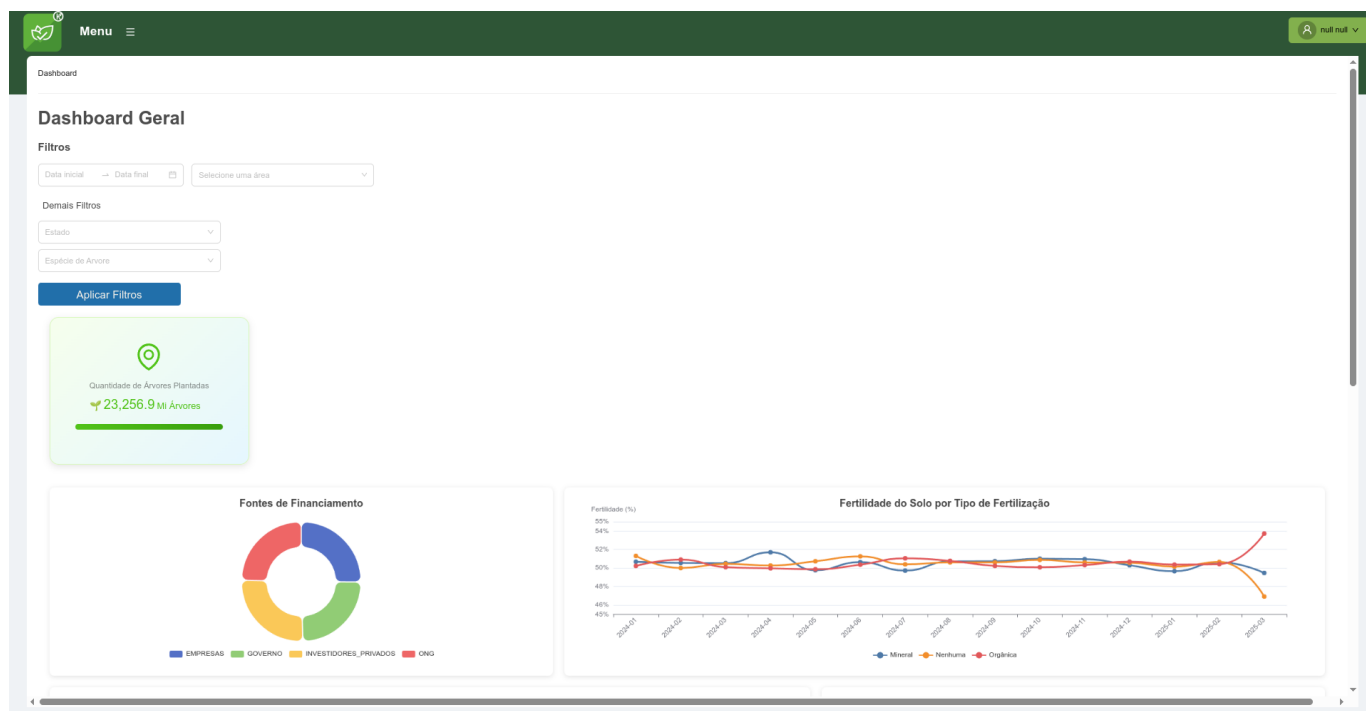 Menu
null null
Dashboard
Dashboard Geral
Filtros
Data inicial → Data final
Selecione uma área
Demais Filtros
Estado
Espécie de Arvore
Aplicar Filtros
Quantidade de Árvores Plantadas
23,256.9 Mi Árvores
Fontes de Financiamento
EMPRESAS GOVERNO INVESTIDORES_PRIVADOS ONG
Fertilidade do Solo por Tipo de Fertilização
Fertilidade (%)
55%
54%
52%
50%
48%
46%
45%
2024-01 2024-02 2024-03 2024-04 2024-05 2024-06 2024-07 2024-08 2024-09 2024-10 2024-11 2024-12 2025-01 2025-02 2025-03
Mineral Nenhuma Orgânica